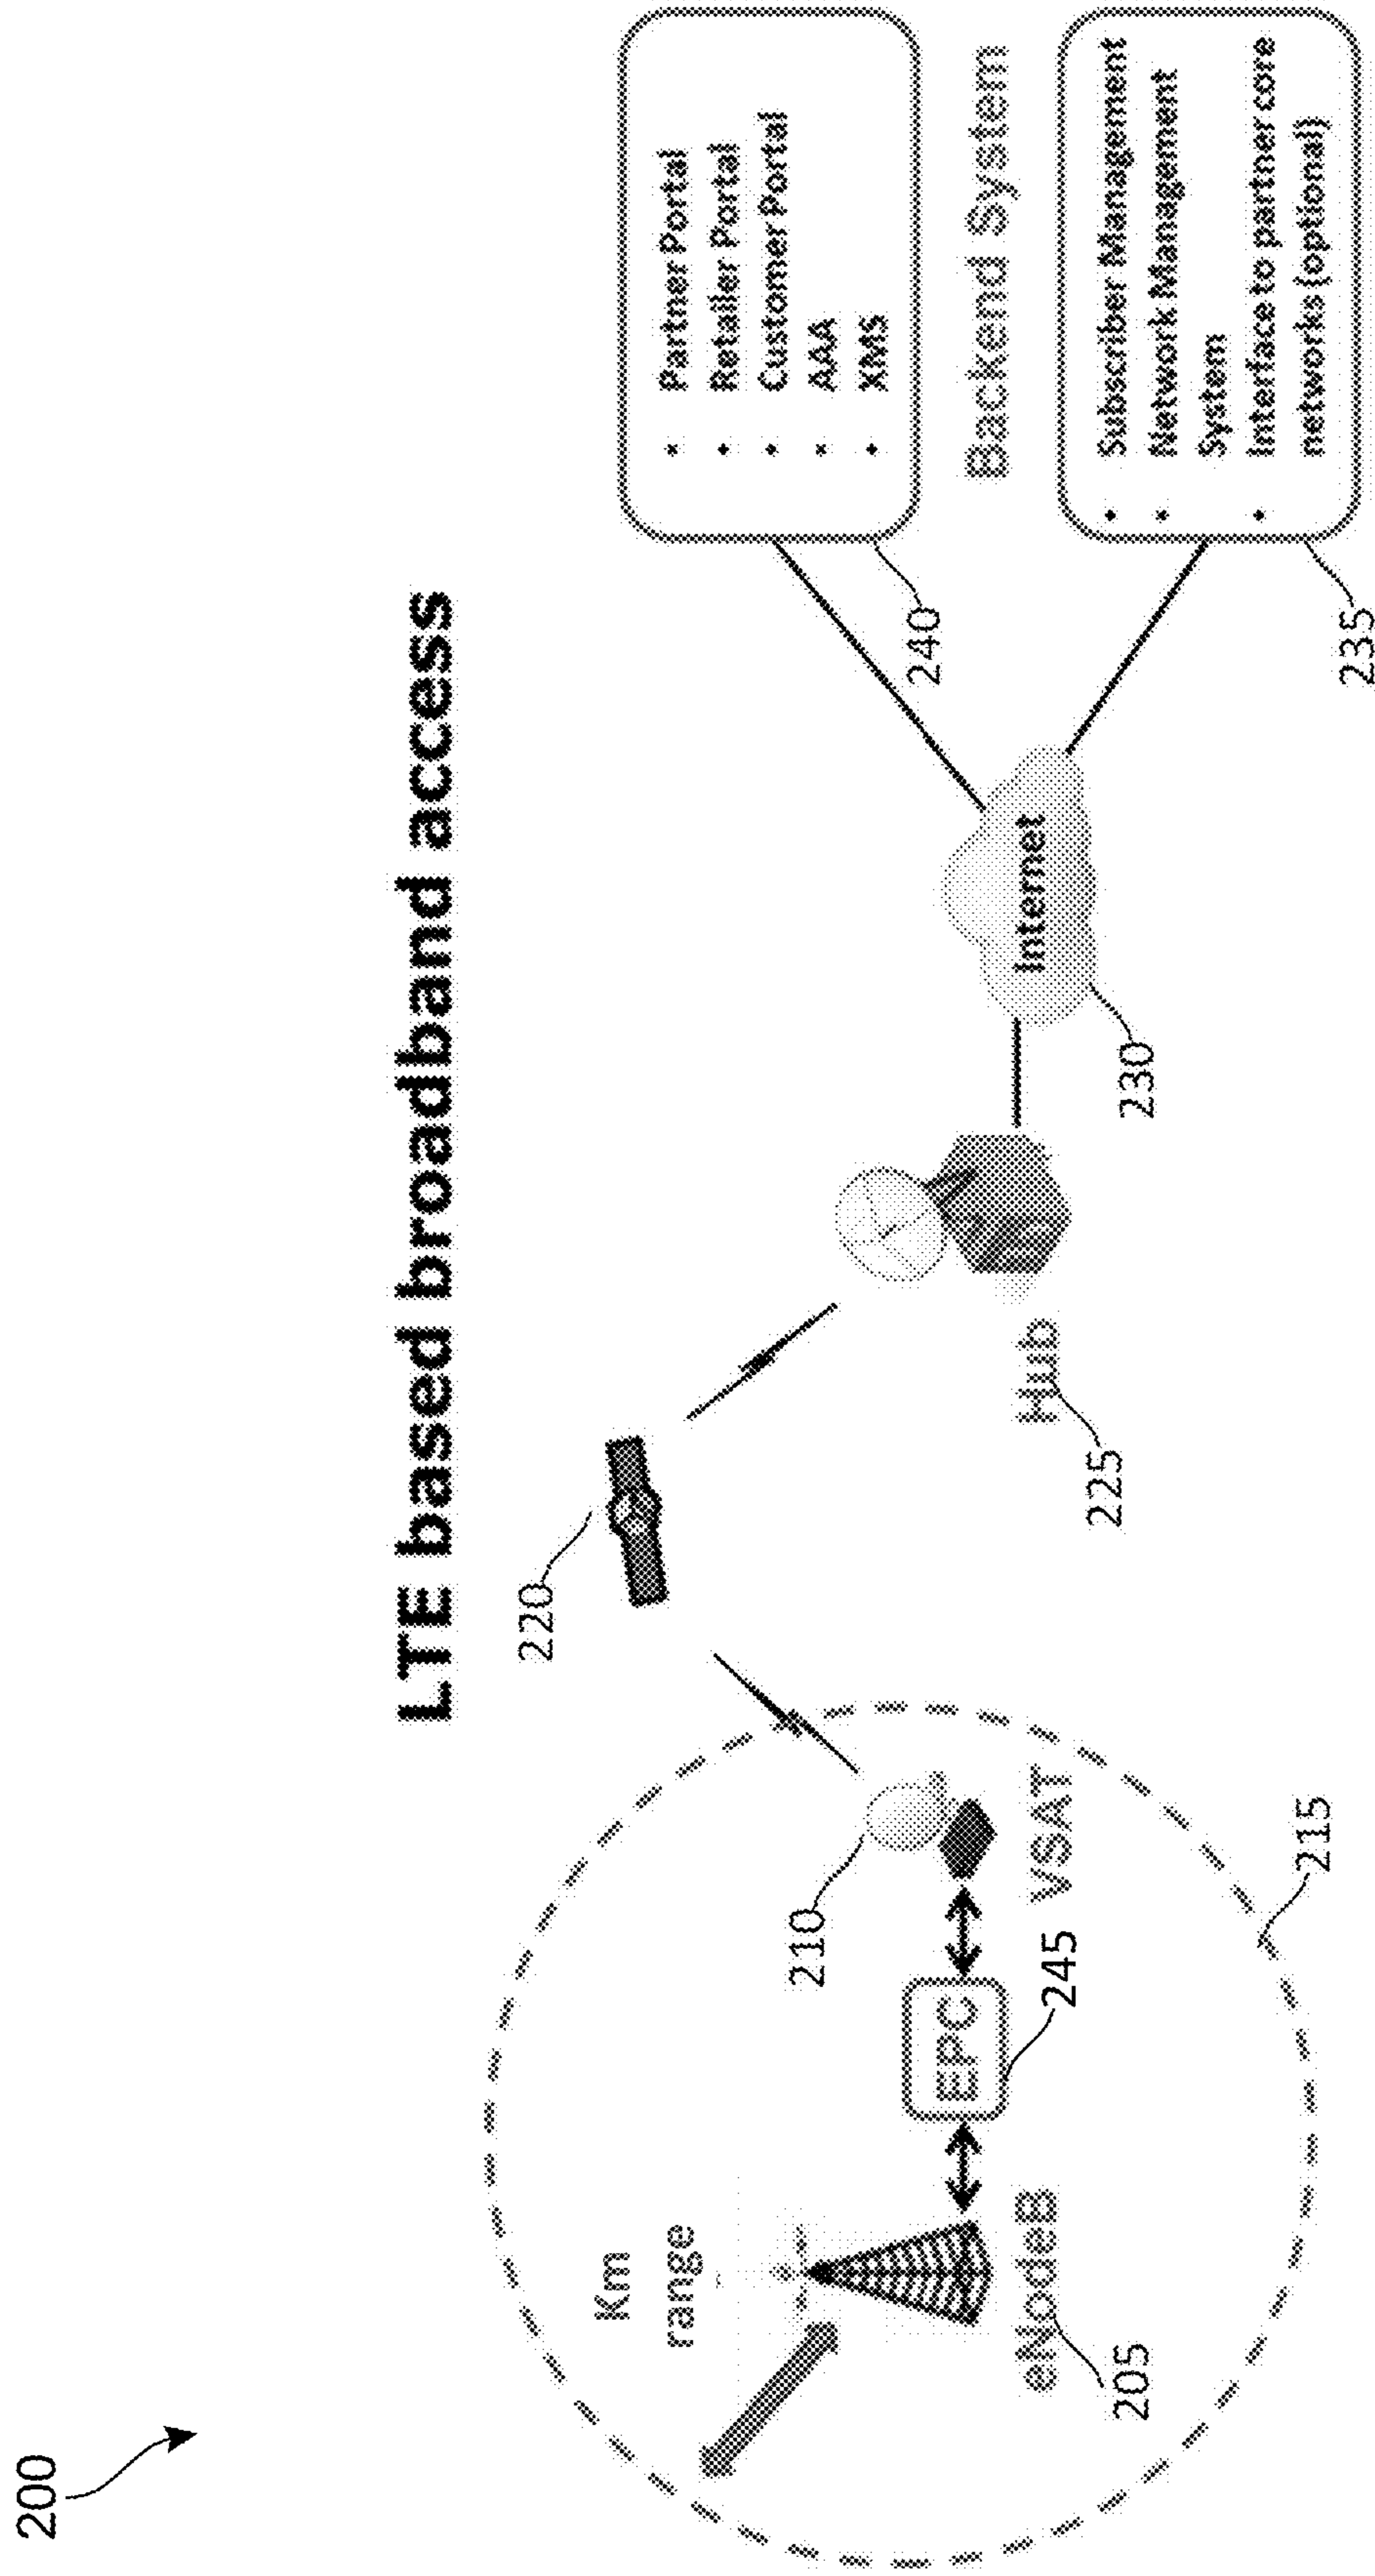 200
LTE based broadband access
Km
range
220
210
eNodeB
205
EPC
245
VSAT
215
Hub
225
Internet
230
• Partner Portal
• Retailer Portal
• Customer Portal
• AAA
• XMS
240
Backend System
• Subscriber Management
• Network Management
System
• Interface to partner core
networks (optional)
235